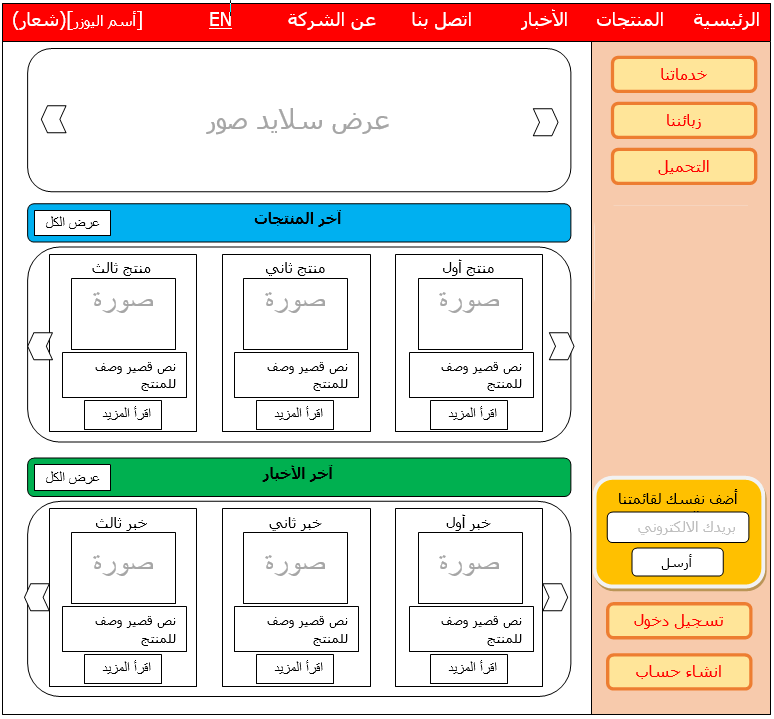 الرئيسية
المنتجات
الأخبار
اتصل بنا
عن الشركة
EN
[أسم اليوزر](شعار)
خدماتنا
زبائننا
التحميل
عرض سلايد صور
آخر المنتجات
عرض الكل
منتج أول
صورة
نص قصير وصف
للمنتج
اقرأ المزيد
منتج ثاني
صورة
نص قصير وصف
للمنتج
اقرأ المزيد
منتج ثالث
صورة
نص قصير وصف
للمنتج
اقرأ المزيد
آخر الأخبار
عرض الكل
خبر أول
صورة
نص قصير وصف
للمنتج
اقرأ المزيد
خبر ثاني
صورة
نص قصير وصف
للمنتج
اقرأ المزيد
خبر ثالث
صورة
نص قصير وصف
للمنتج
اقرأ المزيد
أضف نفسك لقائمتنا
بريدك الالكتروني
أرسل
تسجيل دخول
انشاء حساب